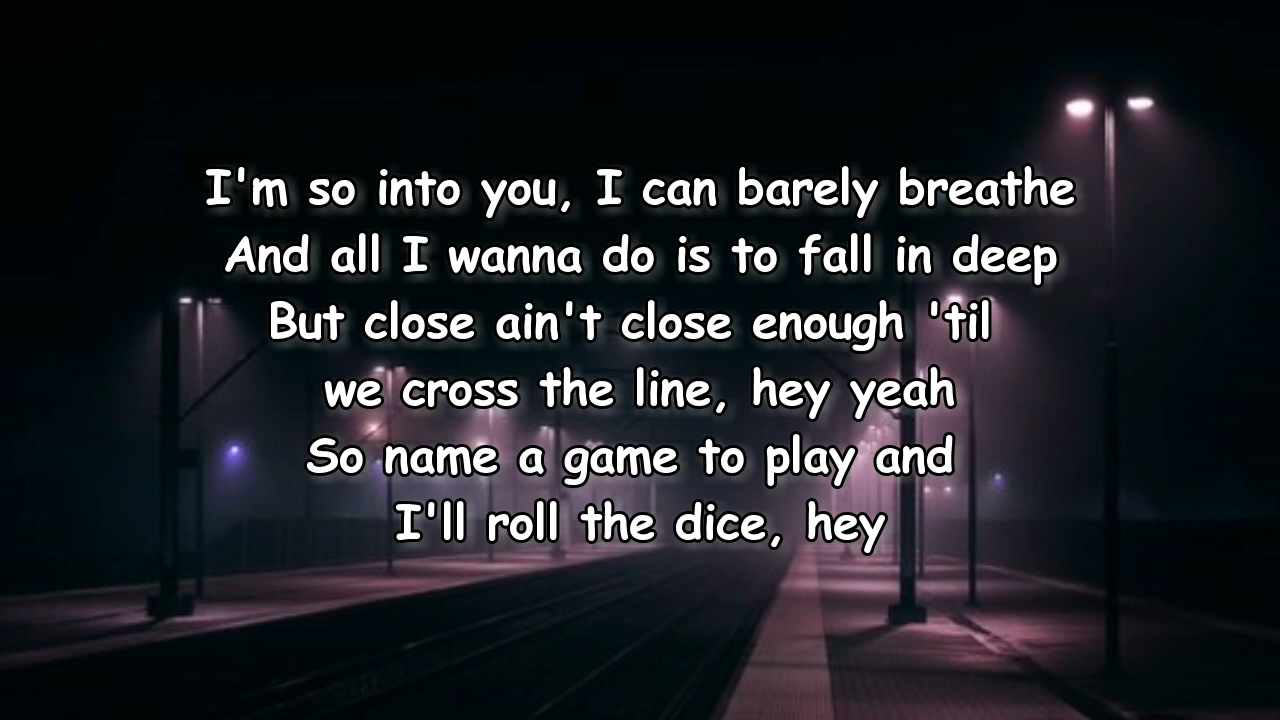 I'm so into you, I can barely breathe
And all I wanna do is to fall in deep
But close ain't close enough 'til
we cross the line, hey yeah
So name a game to play and
I'll roll the dice, hey